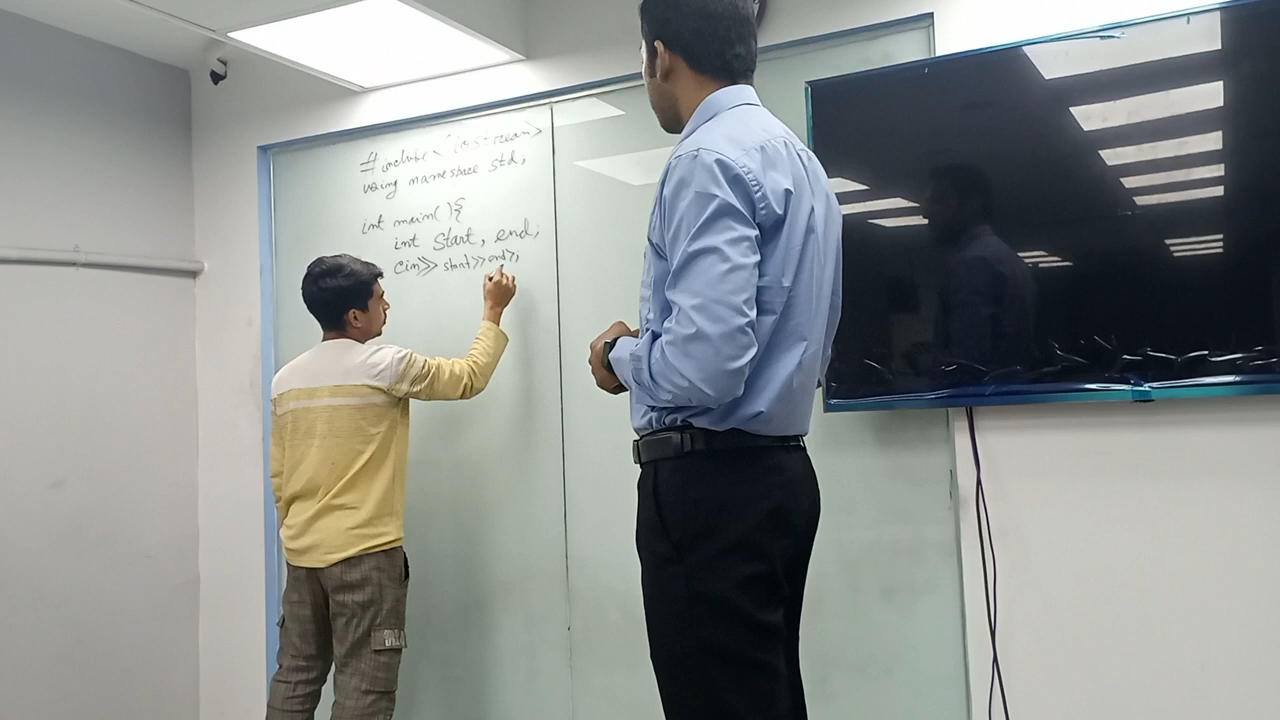 #include <iostream>
using namespace std;
int main(){
int start, end;
cin>> start>>end>;